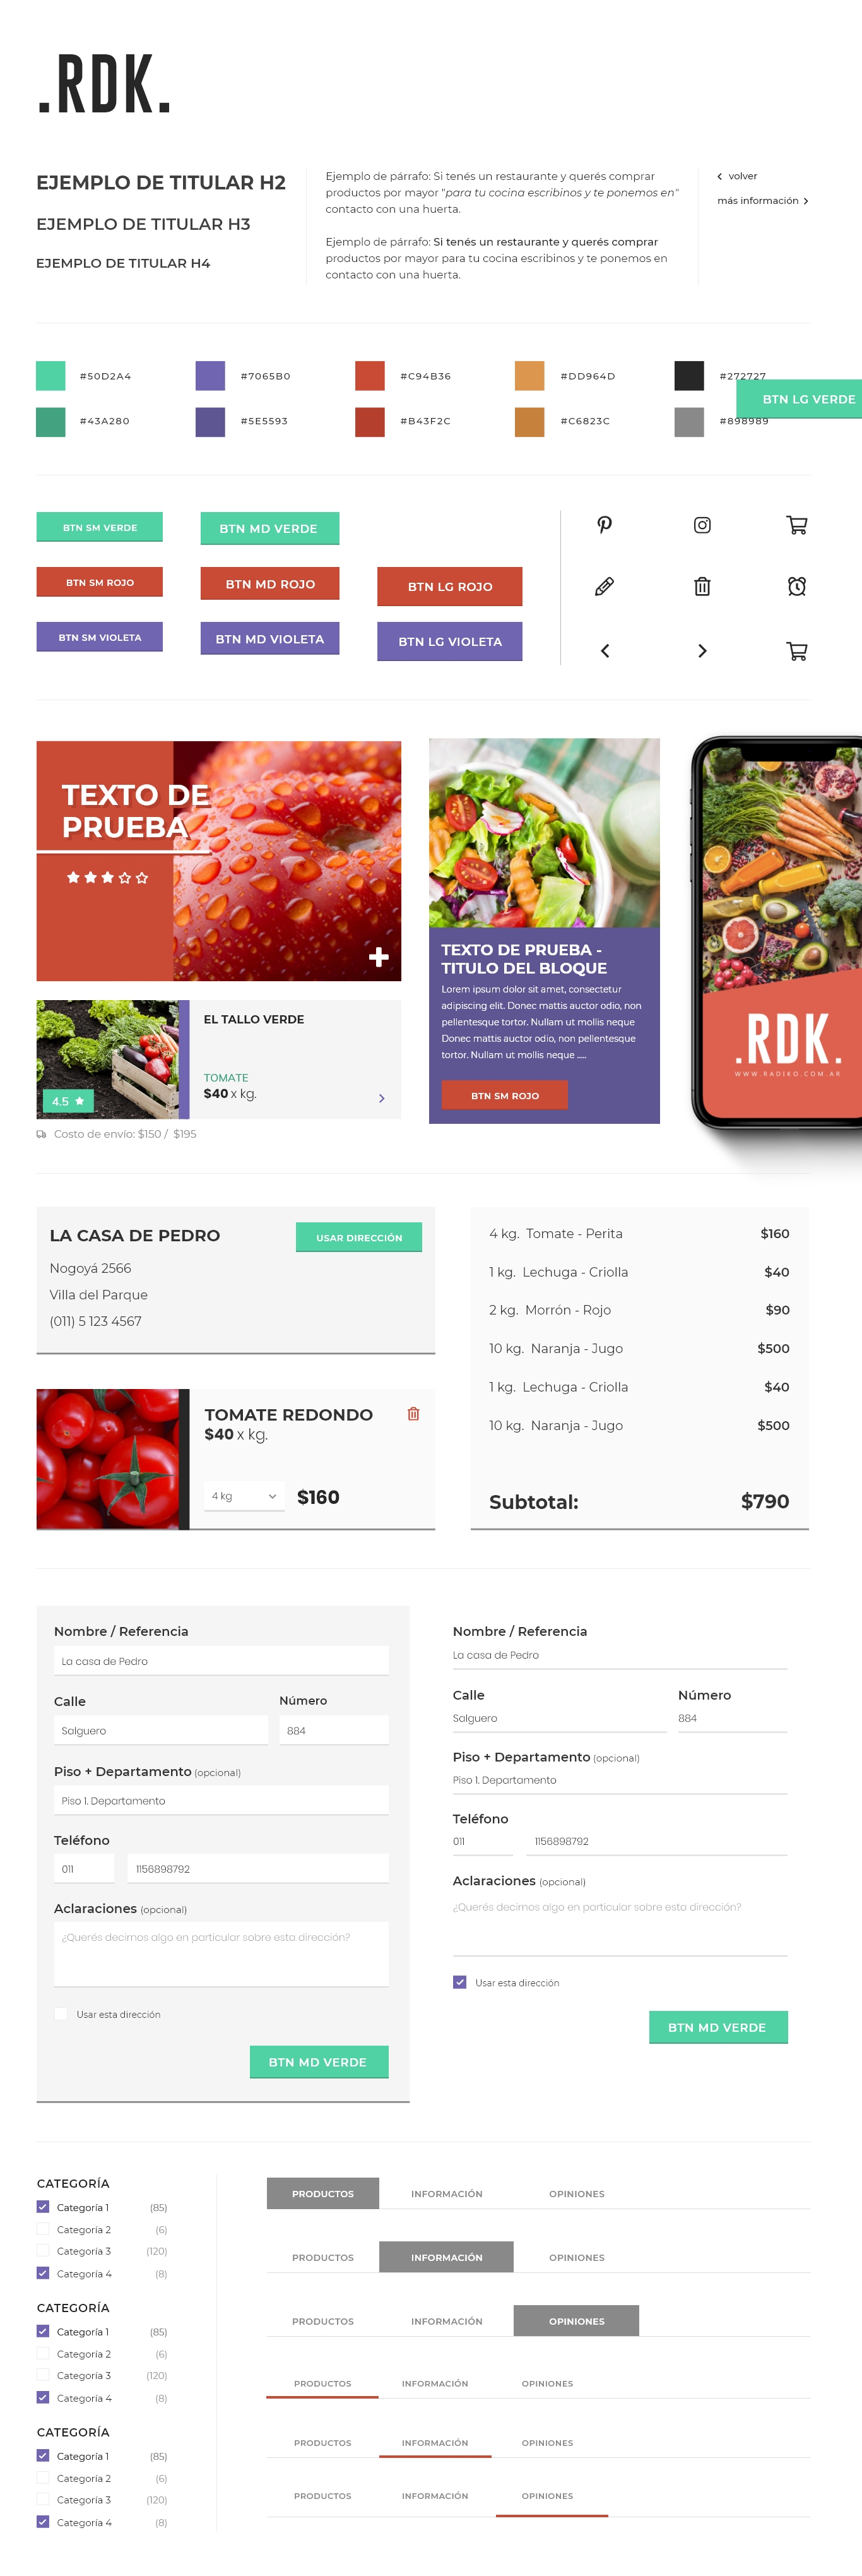 .RDK.
EJEMPLO DE TITULAR H2
EJEMPLO DE TITULAR H3
EJEMPLO DE TITULAR H4
Ejemplo de párrafo: Si tenés un restaurante y querés comprar
productos por mayor "para tu cocina escribinos y te ponemos en"
contacto con una huerta.
Ejemplo de párrafo: Si tenés un restaurante y querés comprar
productos por mayor para tu cocina escribinos y te ponemos en
contacto con una huerta.
volver
más información
#50D2A4
#7065B0
#C94B36
#DD964D
#272727
#43A280
#5E5593
#B43F2C
#C6823C
#898989
BTN LG VERDE
BTN SM VERDE
BTN MD VERDE
BTN SM ROJO
BTN MD ROJO
BTN LG ROJO
BTN SM VIOLETA
BTN MD VIOLETA
BTN LG VIOLETA
TEXTO DE
PRUEBA
EL TALLO VERDE
TOMATE
$40 x kg.
4.5
Costo de envío: $150 / $195
TEXTO DE PRUEBA -
TITULO DEL BLOQUE
Lorem ipsum dolor sit amet, consectetur
adipiscing elit. Donec mattis auctor odio, non
pellentesque tortor. Nullam ut mollis neque
Donec mattis auctor odio, non pellentesque
tortor. Nullam ut mollis neque .....
BTN SM ROJO
.RDK.
WWW.RADIKO.COM.AR
LA CASA DE PEDRO
USAR DIRECCIÓN
Nogoyá 2566
Villa del Parque
(011) 5 123 4567
TOMATE REDONDO
$40 x kg.
4 kg
$160
4 kg. Tomate - Perita $160
1 kg. Lechuga - Criolla $40
2 kg. Morrón - Rojo $90
10 kg. Naranja - Jugo $500
1 kg. Lechuga - Criolla $40
10 kg. Naranja - Jugo $500
Subtotal: $790
Nombre / Referencia
La casa de Pedro
Calle Número
Salguero 884
Piso + Departamento (opcional)
Piso 1. Departamento
Teléfono
011 1156898792
Aclaraciones (opcional)
¿Querés decirnos algo en particular sobre esta dirección?
Usar esta dirección
BTN MD VERDE
Nombre / Referencia
La casa de Pedro
Calle Número
Salguero 884
Piso + Departamento (opcional)
Piso 1. Departamento
Teléfono
011 1156898792
Aclaraciones (opcional)
¿Querés decirnos algo en particular sobre esta dirección?
Usar esta dirección
BTN MD VERDE
CATEGORÍA
Categoría 1 (85)
Categoría 2 (6)
Categoría 3 (120)
Categoría 4 (8)
CATEGORÍA
Categoría 1 (85)
Categoría 2 (6)
Categoría 3 (120)
Categoría 4 (8)
CATEGORÍA
Categoría 1 (85)
Categoría 2 (6)
Categoría 3 (120)
Categoría 4 (8)
PRODUCTOS INFORMACIÓN OPINIONES
PRODUCTOS INFORMACIÓN OPINIONES
PRODUCTOS INFORMACIÓN OPINIONES
PRODUCTOS INFORMACIÓN OPINIONES
PRODUCTOS INFORMACIÓN OPINIONES
PRODUCTOS INFORMACIÓN OPINIONES